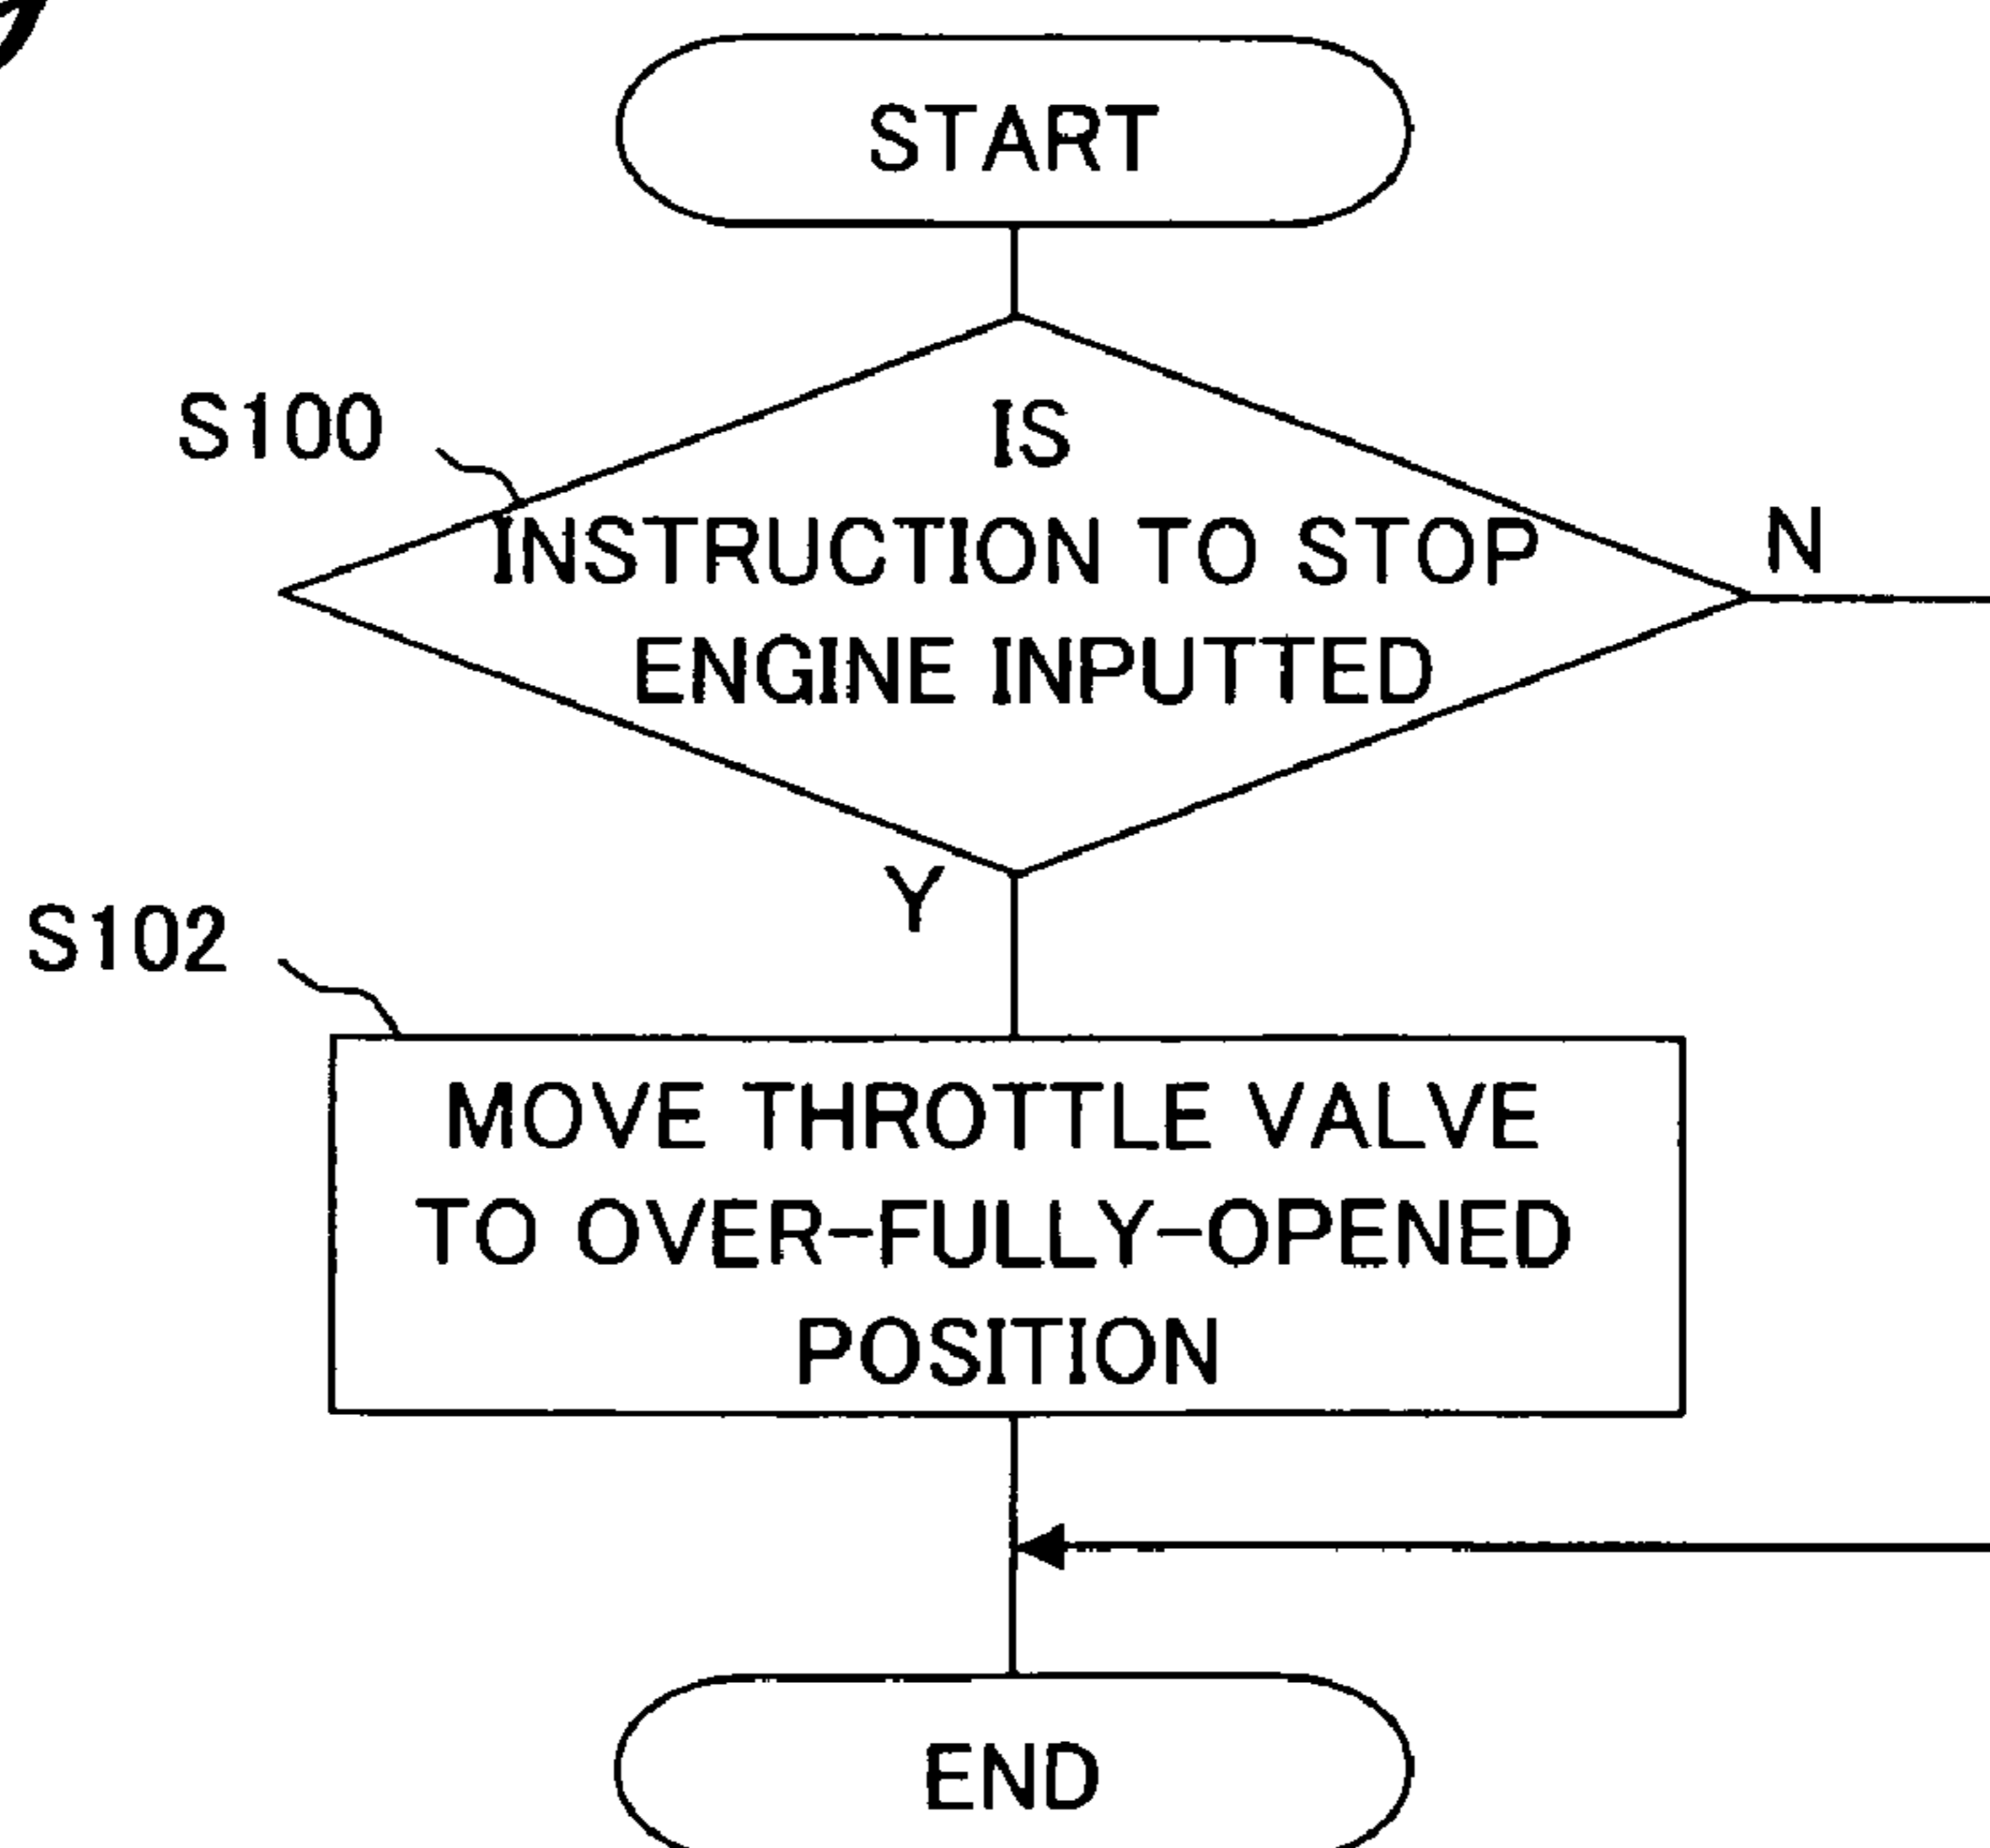 START
S100
IS
INSTRUCTION TO STOP
ENGINE INPUTTED
N
Y
S102
MOVE THROTTLE VALVE
TO OVER-FULLY-OPENED
POSITION
END